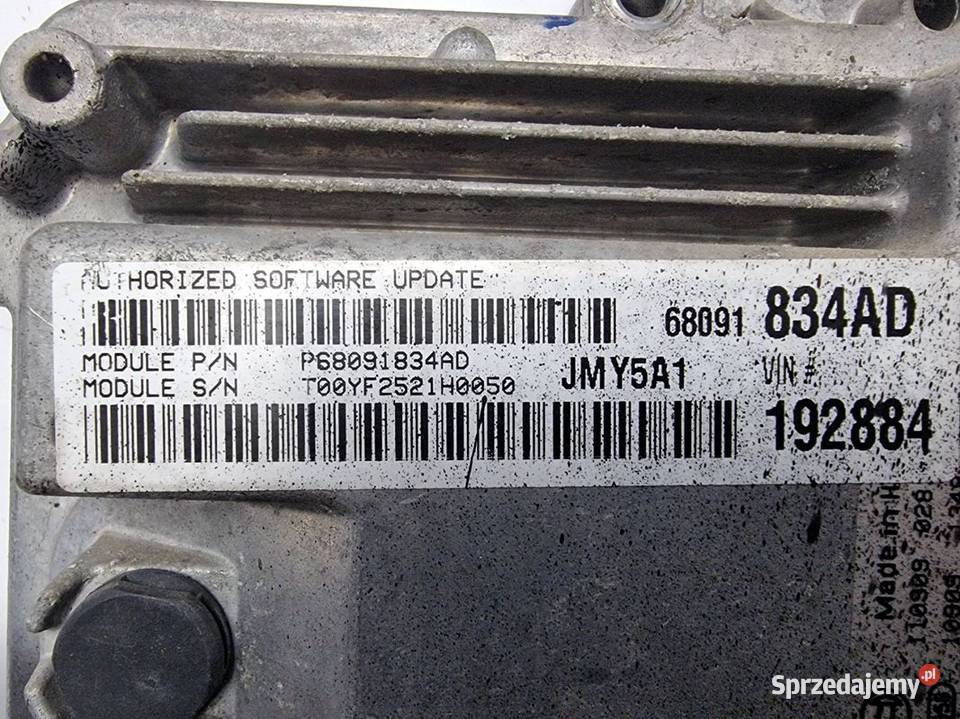 AUTHORIZED SOFTWARE UPDATE
68091 834AD
MODULE P/N P68091834AD
MODULE S/N T00YF2521H0050
JMY5A1 VIN #
192884
Made in
Sprzedajemy.pl